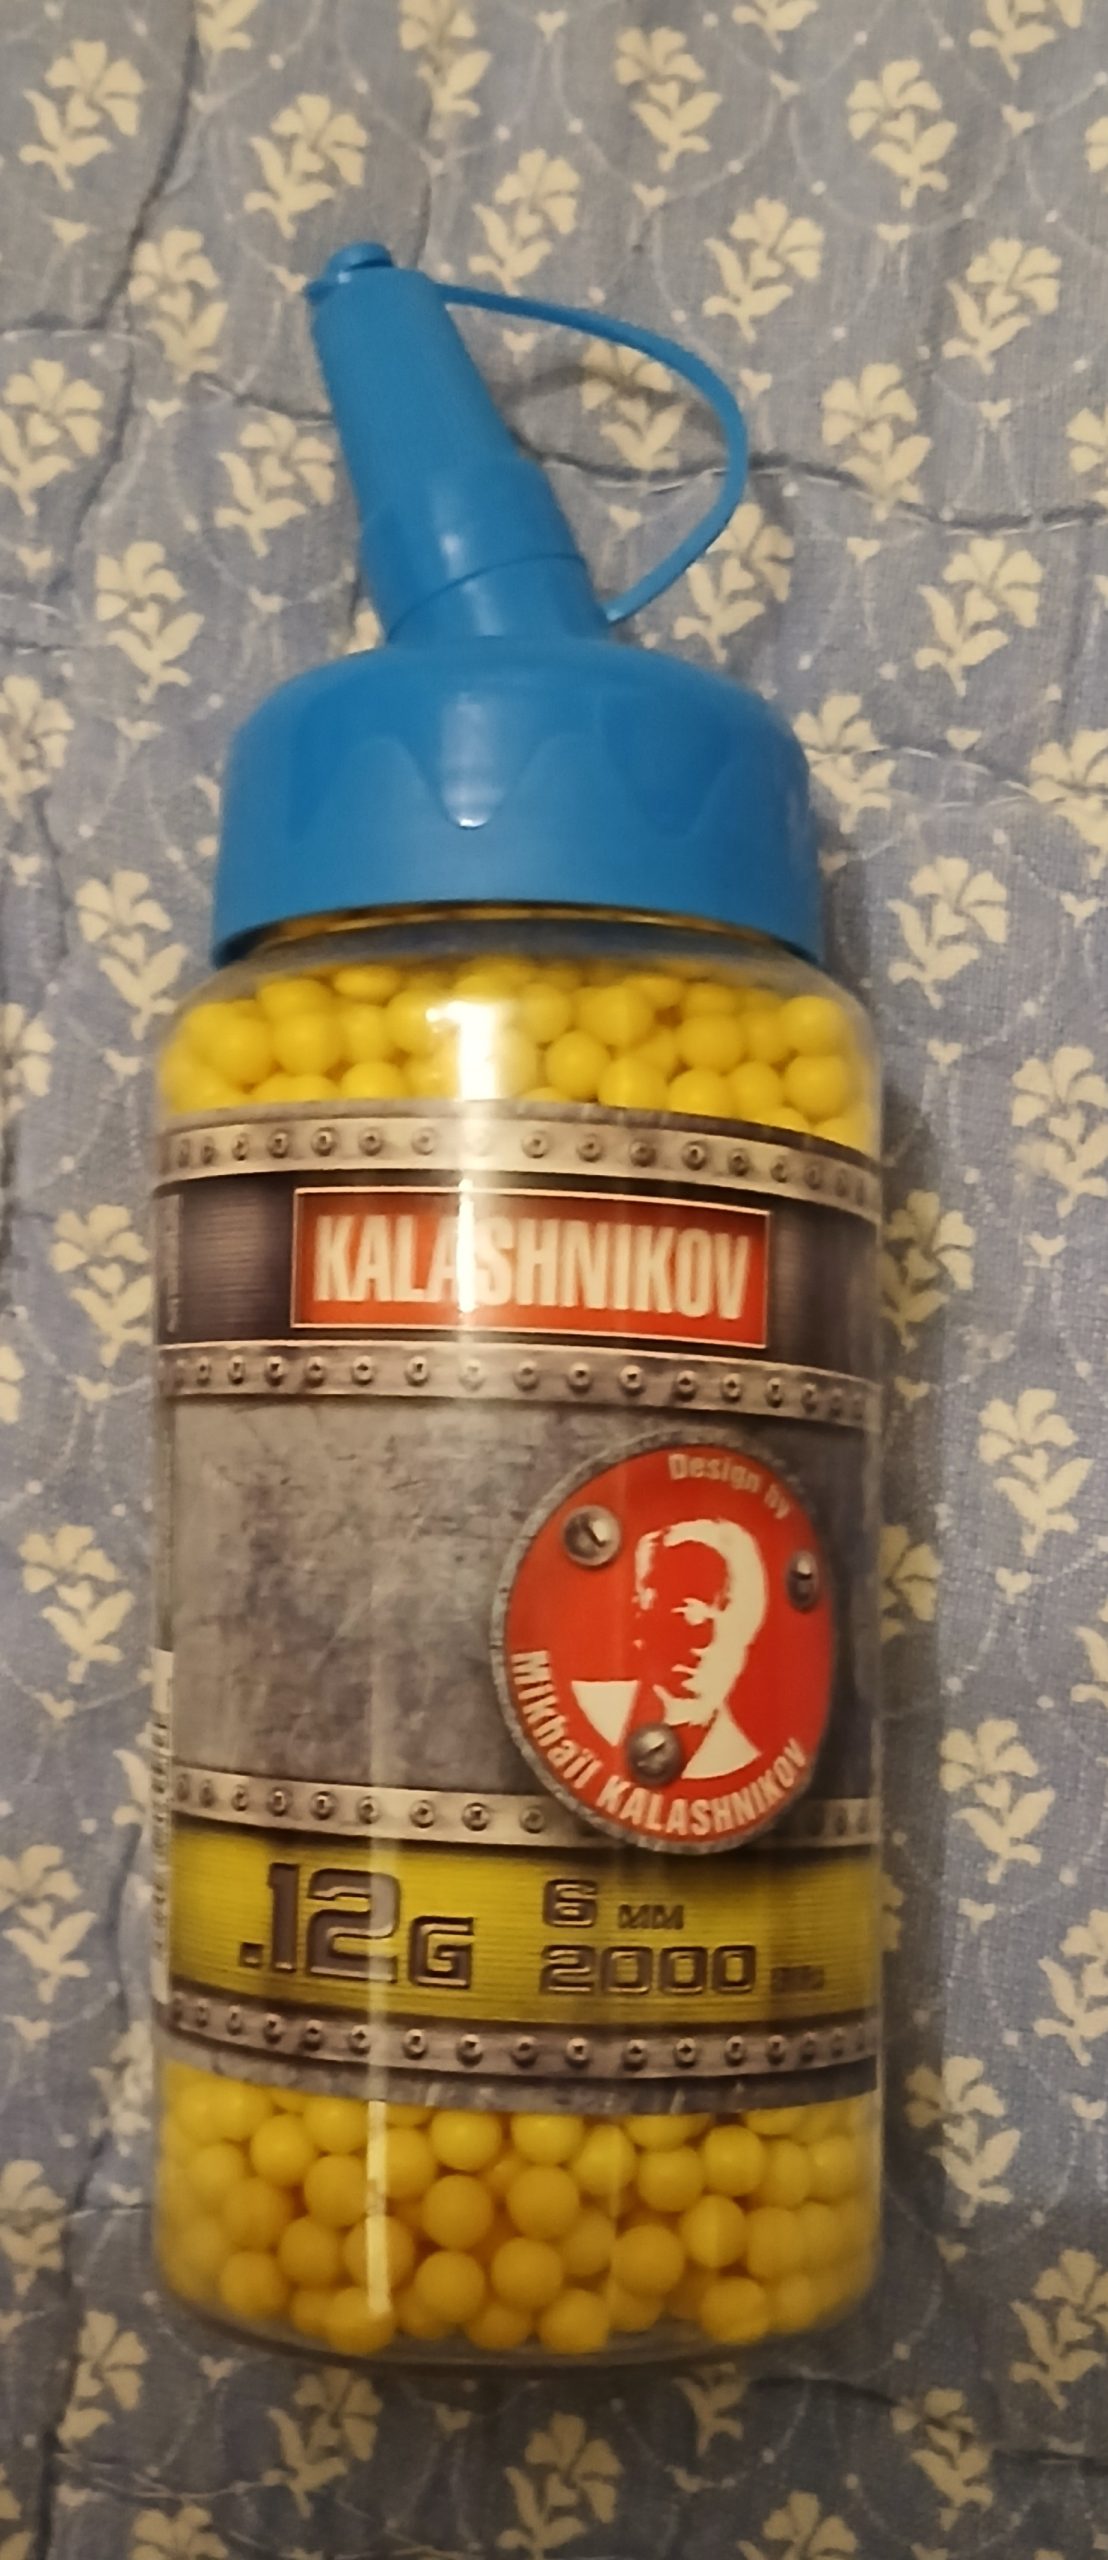 KALASHNIKOV
Design by
Mikhail KALASHNIKOV
.12G
6 MM
2000